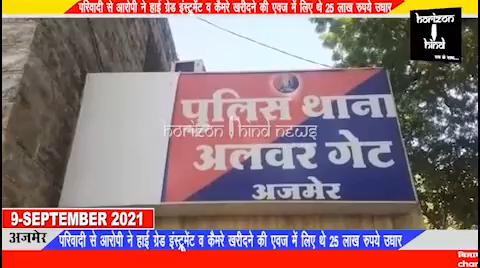 परिवादी से आरोपी ने हाई ग्रेड इंस्ट्रूमेंट व कैमरे खरीदने की एवज में लिए थे 25 लाख रुपये उधार
horizon
hind
पुलिस थाना
horizon hind news
अलवर गेट
अजमेर
9-SEPTEMBER 2021
अजमेर
परिवादी से आरोपी ने हाई ग्रेड इंस्ट्रूमेंट व कैमरे खरीदने की एवज में लिए थे 25 लाख रुपये उधार